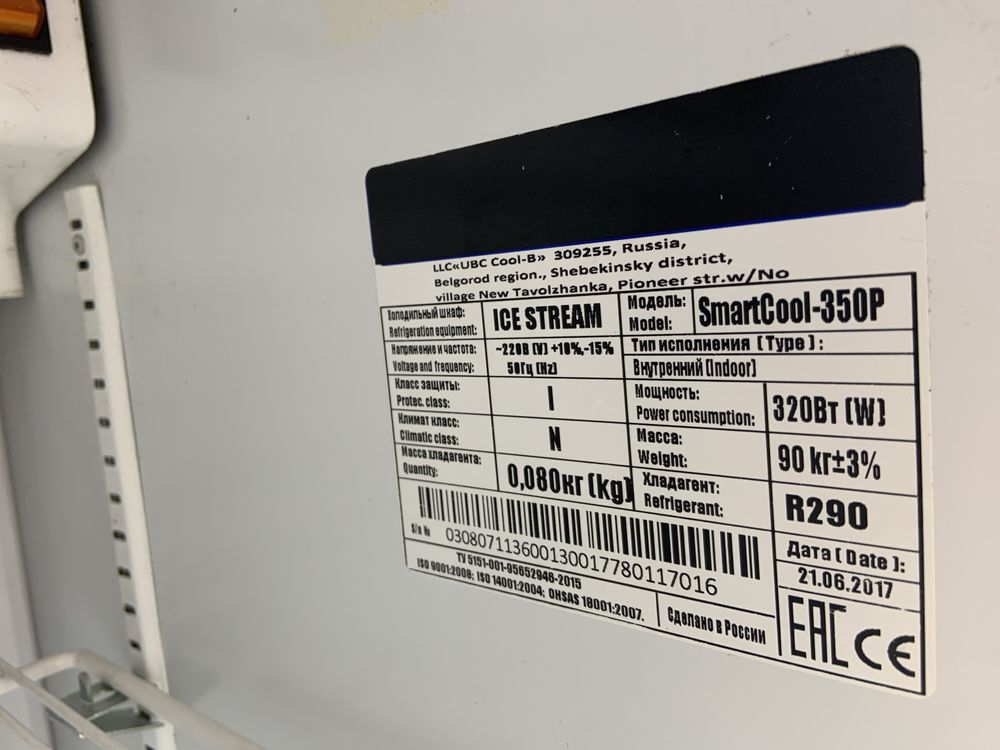 LLC«UBC Cool-B» 309255, Russia,
Belgorod region., Shebekinsky district,
village New Tavolzhanka, Pioneer str.w/No
Холодильный шкаф:
Refrigeration equipment:
ICE STREAM
Модель:
Model:
SmartCool-350P
Напряжение и частота:
Voltage and frequency:
~220В (V) +10%,-15%
50Гц (Hz)
Тип исполнения (Type):
Внутренний (Indoor)
Класс защиты:
Protec. class:
I
Мощность:
Power consumption:
320Вт (W)
Климат класс:
Climatic class:
N
Масса:
Weight:
90 kг±3%
Масса хладагента:
Quantity:
0,080кг (kg)
Хладагент:
Refrigerant:
R290
S/n №
030807113600130017780117016
Дата (Date):
21.06.2017
ТУ 5151-001-95652946-2015
ISO 9001:2008; ISO 14001:2004; OHSAS 18001:2007.
Сделано в России
EAC CE